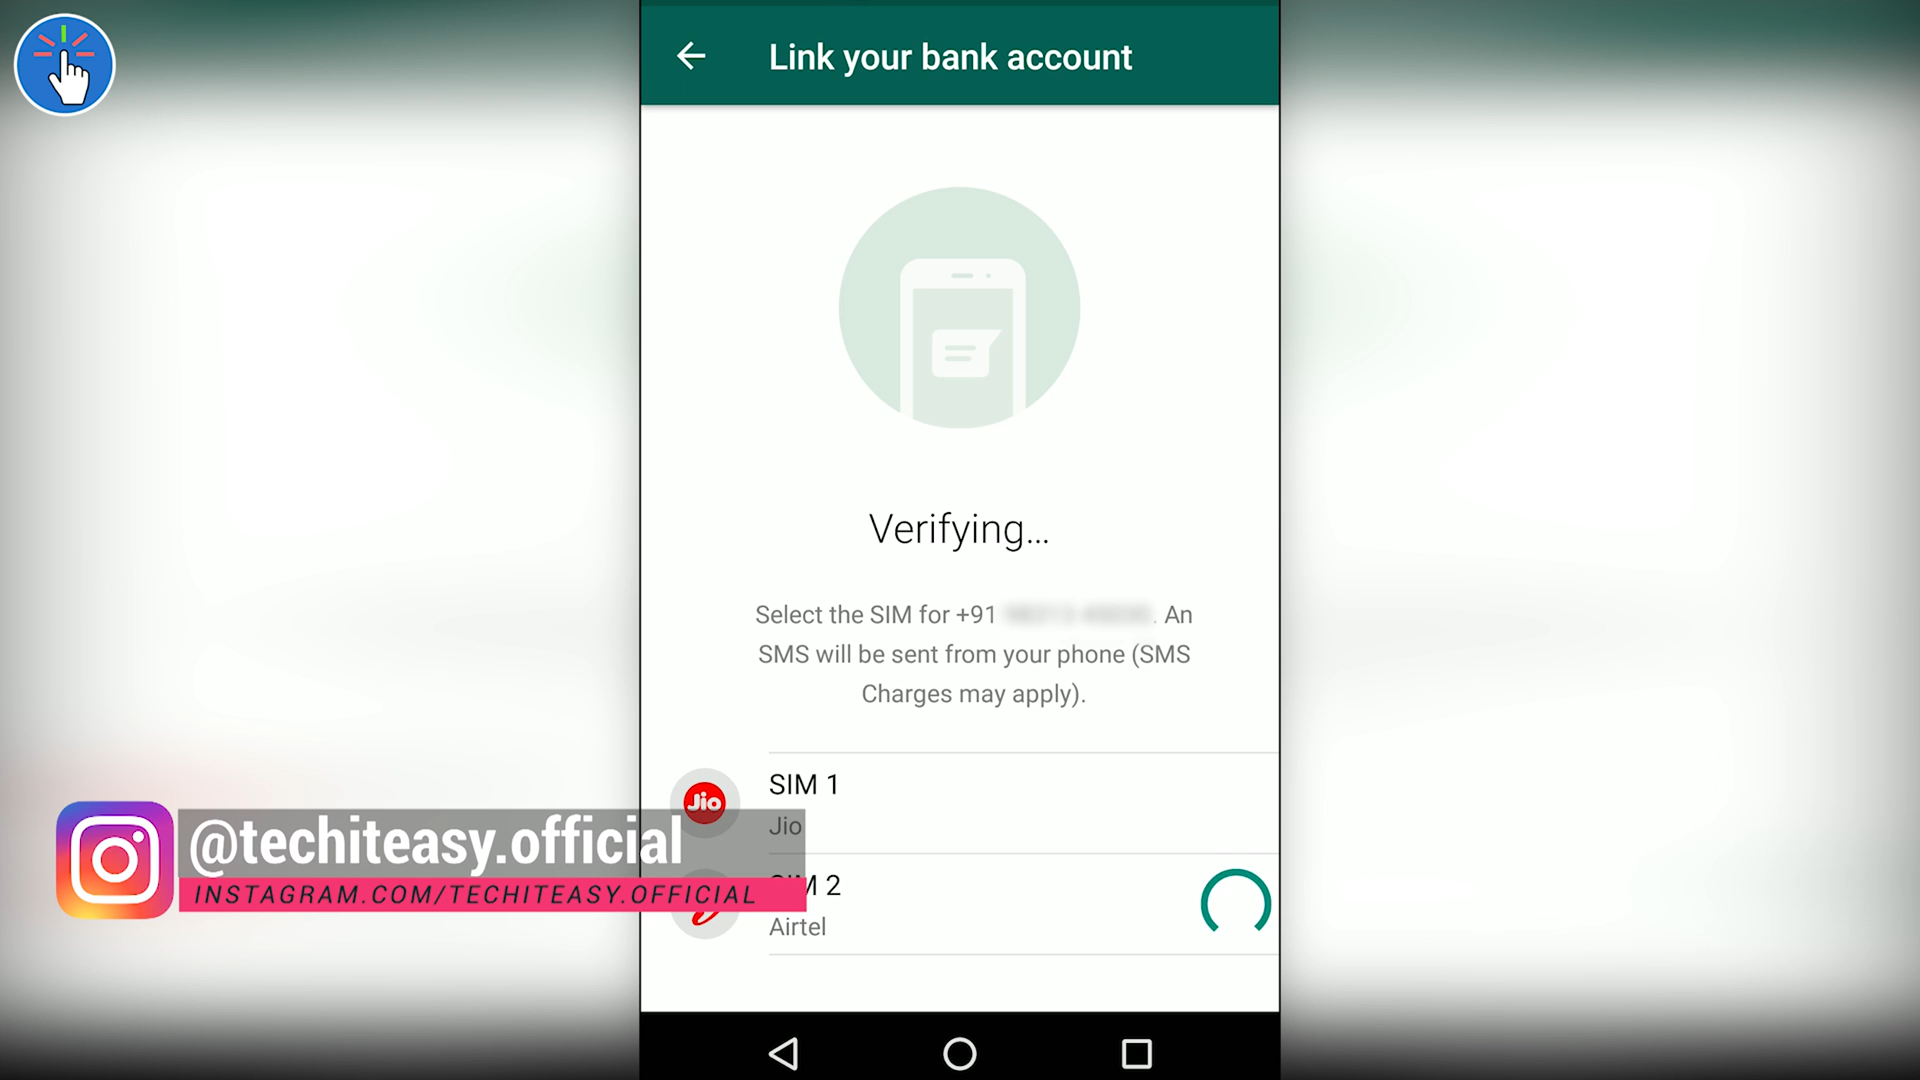 Link your bank account
Verifying...
Select the SIM for +91 . An
SMS will be sent from your phone (SMS
Charges may apply).
SIM 1
Jio
Jio
SIM 2
Airtel
@techiteasy.official
INSTAGRAM.COM/TECHITEASY.OFFICIAL